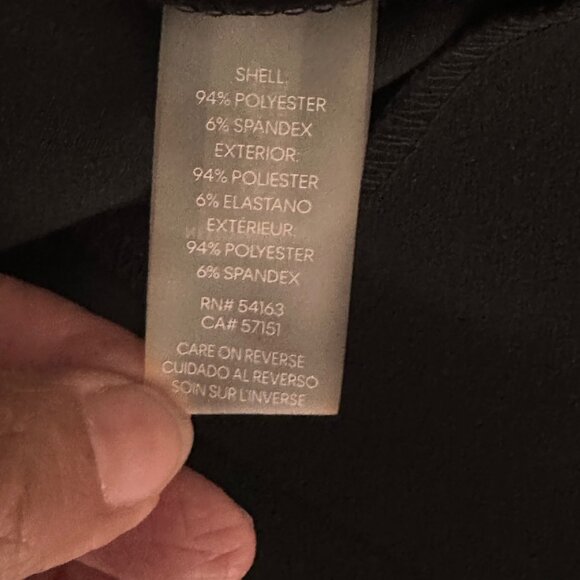 SHELL:
94% POLYESTER
6% SPANDEX
EXTERIOR:
94% POLIESTER
6% ELASTANO
EXTÉRIEUR:
94% POLYESTER
6% SPANDEX
RN# 54163
CA# 57151
CARE ON REVERSE
CUIDADO AL REVERSO
SOIN SUR L'INVERSE